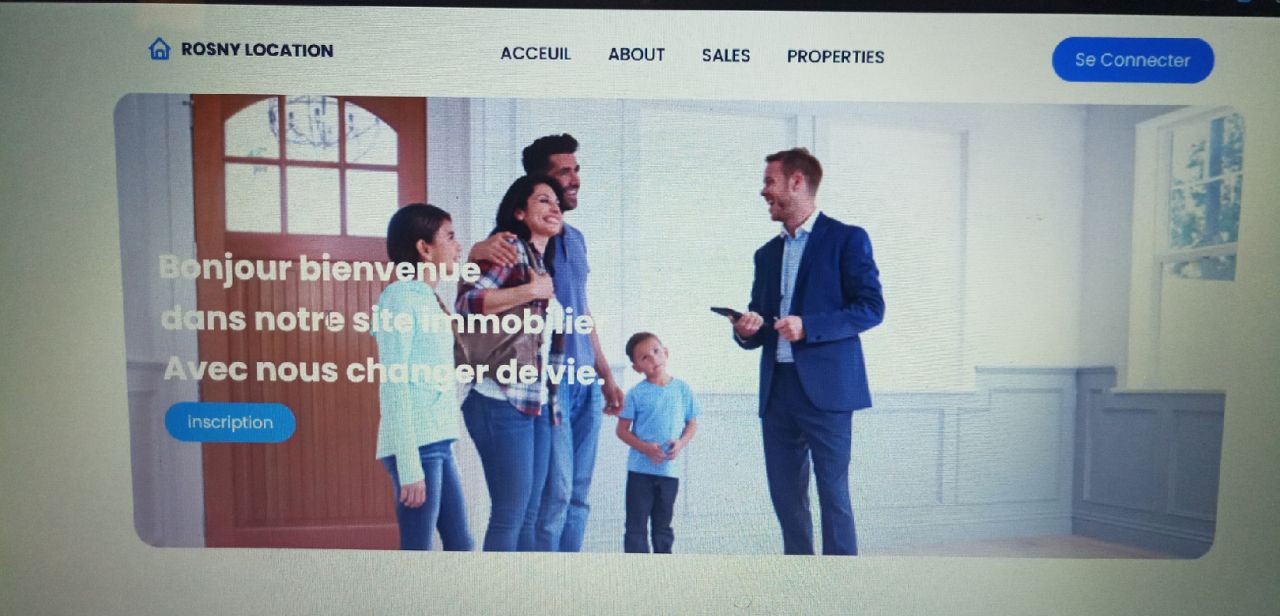 ROSNY LOCATION
ACCEUIL ABOUT SALES PROPERTIES
Se Connecter
Bonjour bienvenue
dans notre site immobilier
Avec nous changer de vie.
inscription